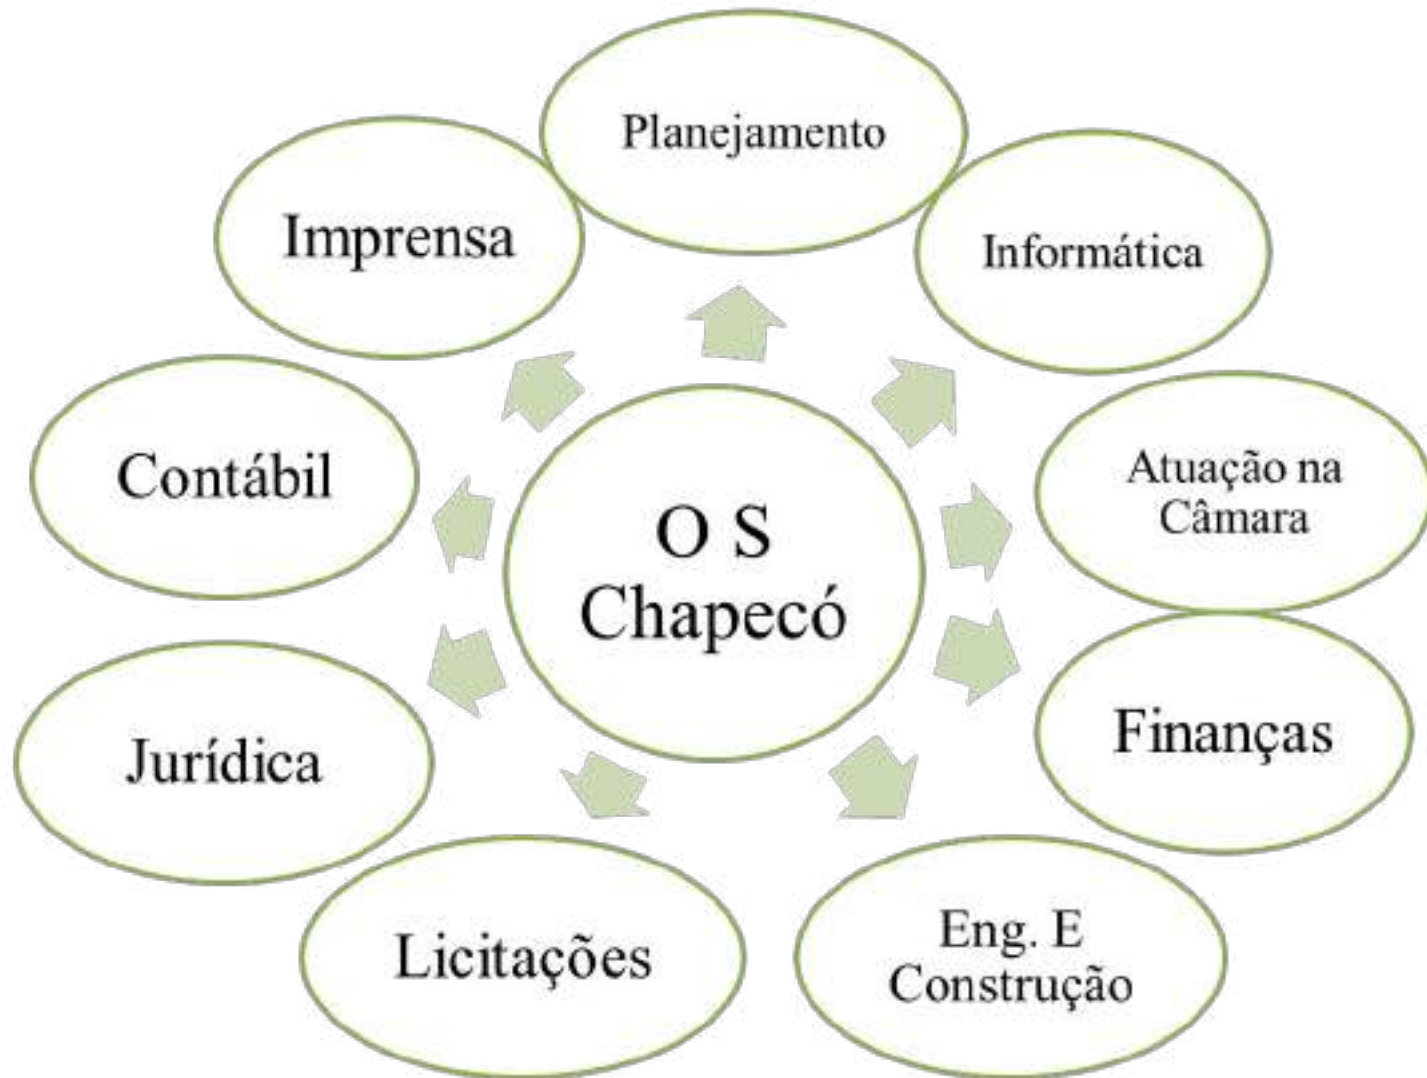 Planejamento
Imprensa
Informática
Contábil
Atuação na
Câmara
O S
Chapecó
Jurídica
Finanças
Licitações
Eng. E
Construção